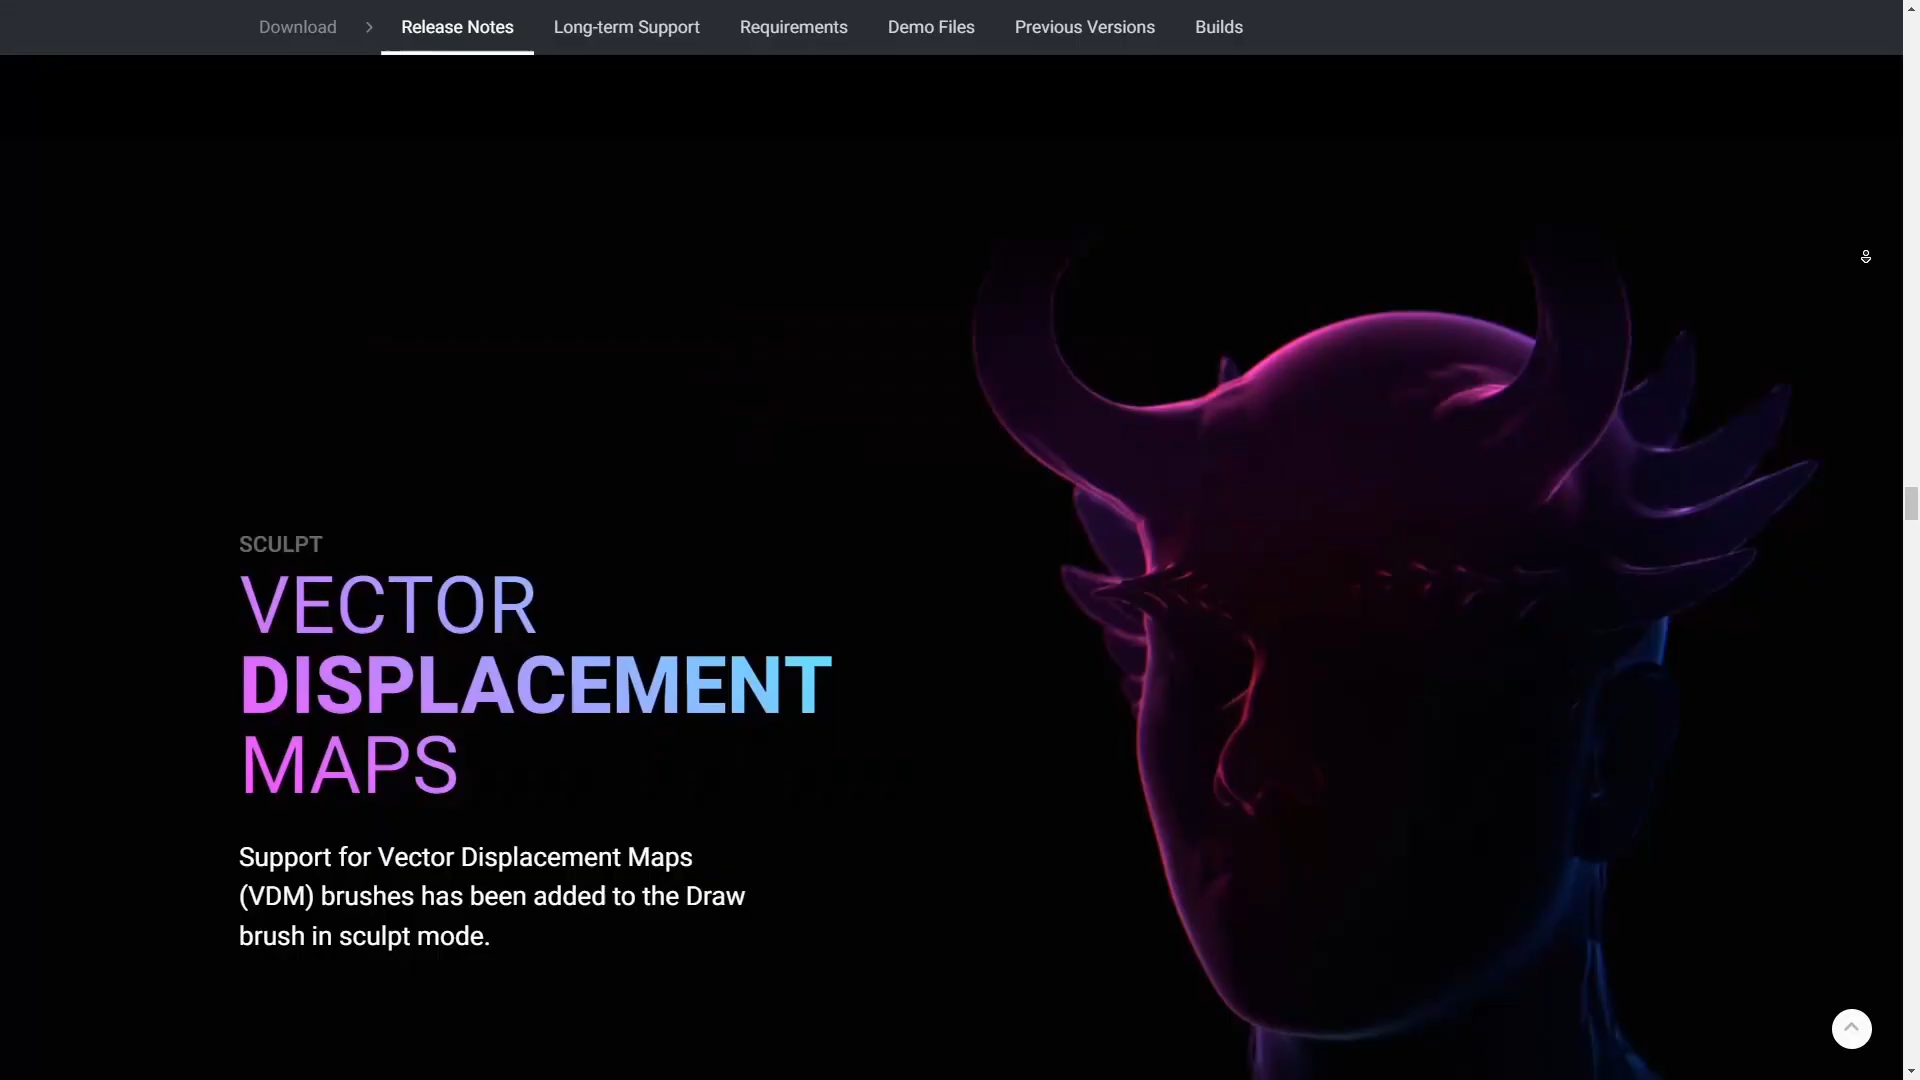 Download > Release Notes Long-term Support Requirements Demo Files Previous Versions Builds
SCULPT
VECTOR
DISPLACEMENT
MAPS
Support for Vector Displacement Maps
(VDM) brushes has been added to the Draw
brush in sculpt mode.